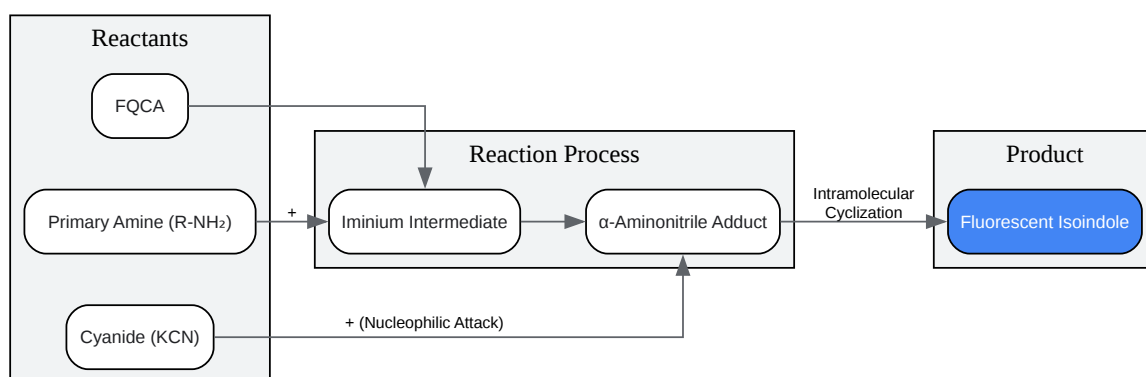 Reactants
FQCA
Primary Amine (R-NH₂)
Cyanide (KCN)
+
+ (Nucleophilic Attack)
Reaction Process
Iminium Intermediate
α-Aminonitrile Adduct
Intramolecular
Cyclization
Product
Fluorescent Isoindole